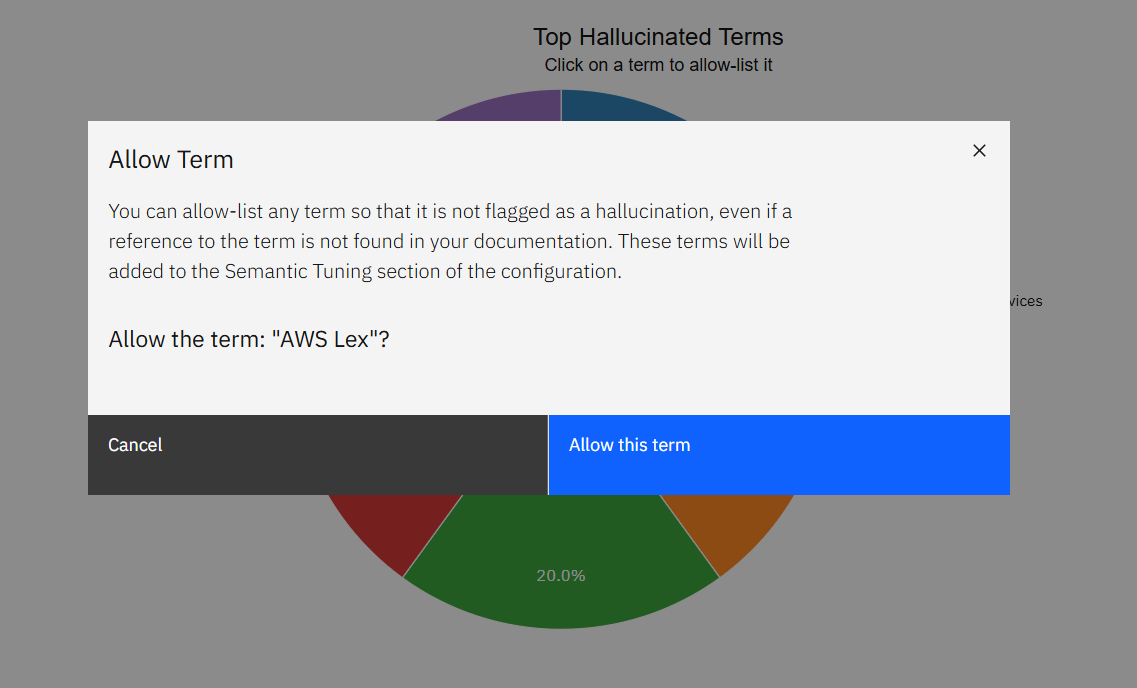 Top Hallucinated Terms
Click on a term to allow-list it
Allow Term
You can allow-list any term so that it is not flagged as a hallucination, even if a
reference to the term is not found in your documentation. These terms will be
added to the Semantic Tuning section of the configuration.
vices
Allow the term: "AWS Lex"?
Cancel
Allow this term
20.0%